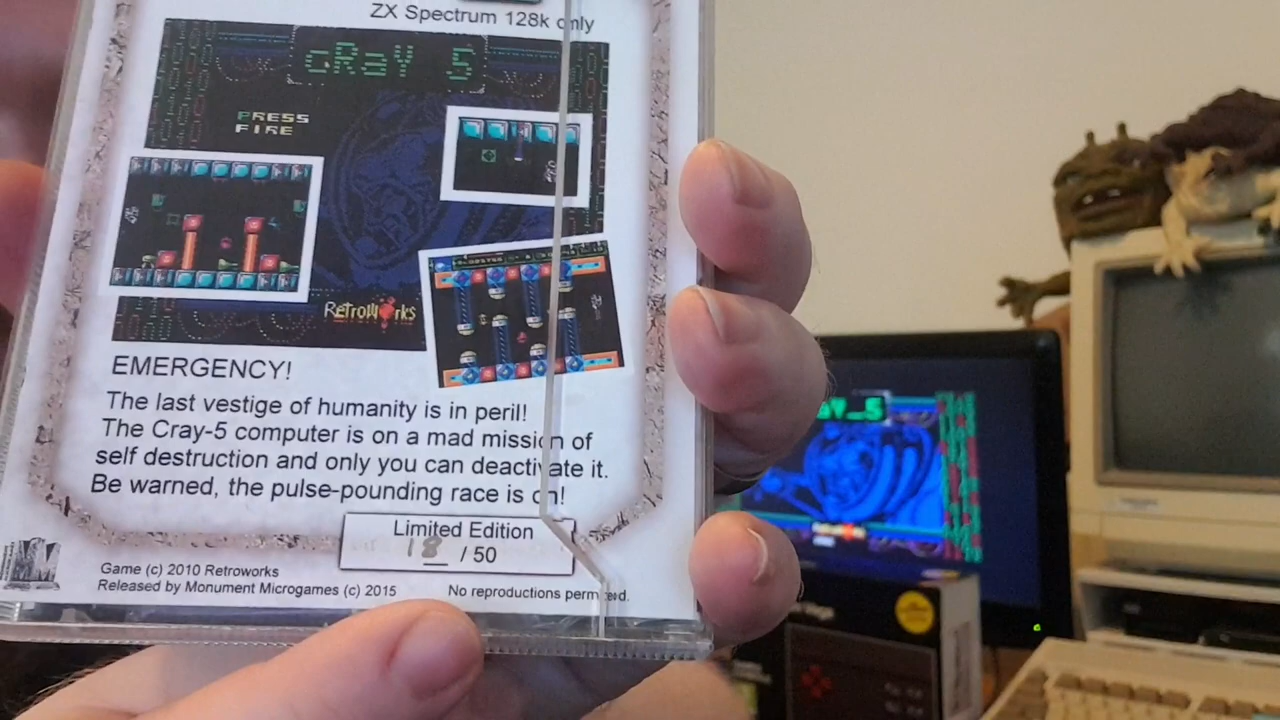 ZX Spectrum 128k only
cRaY 5
PRESS
FIRE
RetroWorks
EMERGENCY!
The last vestige of humanity is in peril!
The Cray-5 computer is on a mad mission of
self destruction and only you can deactivate it.
Be warned, the pulse-pounding race is on!
Limited Edition
18 / 50
Game (c) 2010 Retroworks
Released by Monument Microgames (c) 2015
No reproductions permitted.